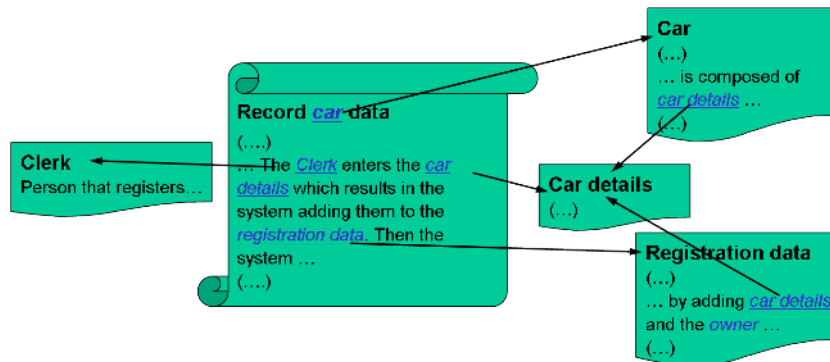 Car
(...)
... is composed of
car details ...
(...)
Record car data
(....)
... The Clerk enters the car
details which results in the
system adding them to the
registration data. Then the
system ...
(....)
Clerk
Person that registers...
Car details
(...)
Registration data
(...)
... by adding car details
and the owner ...
(...)